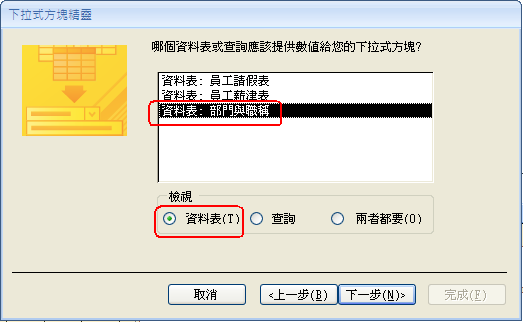 下拉式方塊精靈
哪個資料表或查詢應該提供數值給您的下拉式方塊?
資料表: 員工請假表
資料表: 員工薪津表
資料表: 部門與職稱
檢視
資料表(T) 查詢 兩者都要(O)
取消 <上一步(B) 下一步(N)> 完成(F)